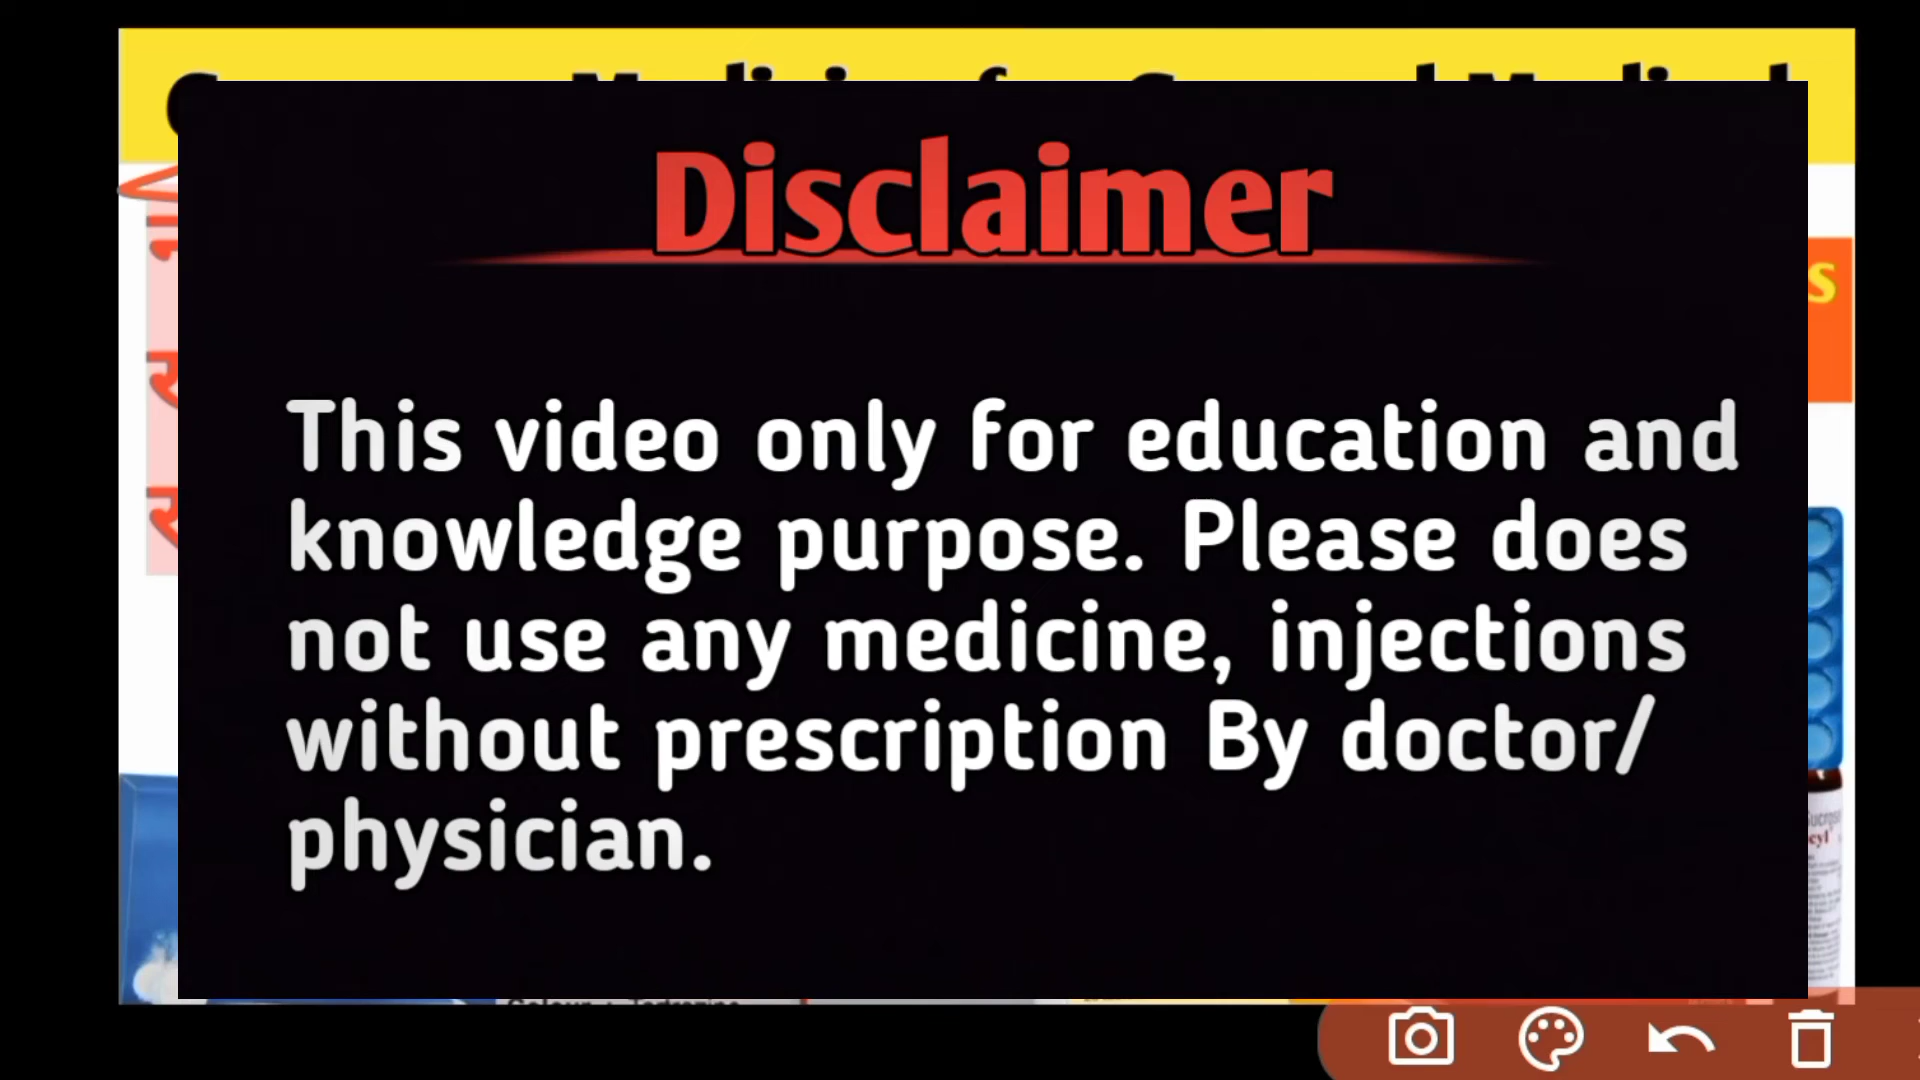 Disclaimer
This video only for education and
knowledge purpose. Please does
not use any medicine, injections
without prescription By doctor/
physician.